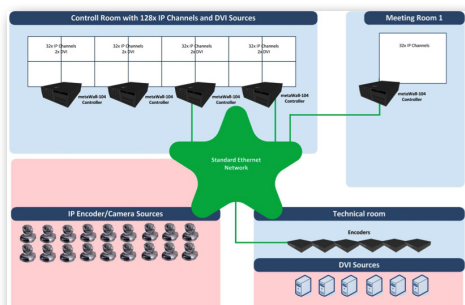 Controll Room with 128x IP Channels and DVI Sources
32x IP Channels
2x DVI
32x IP Channels
2x DVI
32x IP Channels
2x DVI
32x IP Channels
2x DVI
metaWall-104
Controller
metaWall-104
Controller
metaWall-104
Controller
metaWall-104
Controller
Meeting Room 1
32x IP Channels
metaWall-104
Controller
Standard Ethernet
Network
IP Encoder/Camera Sources
Technical room
Encoders
DVI Sources